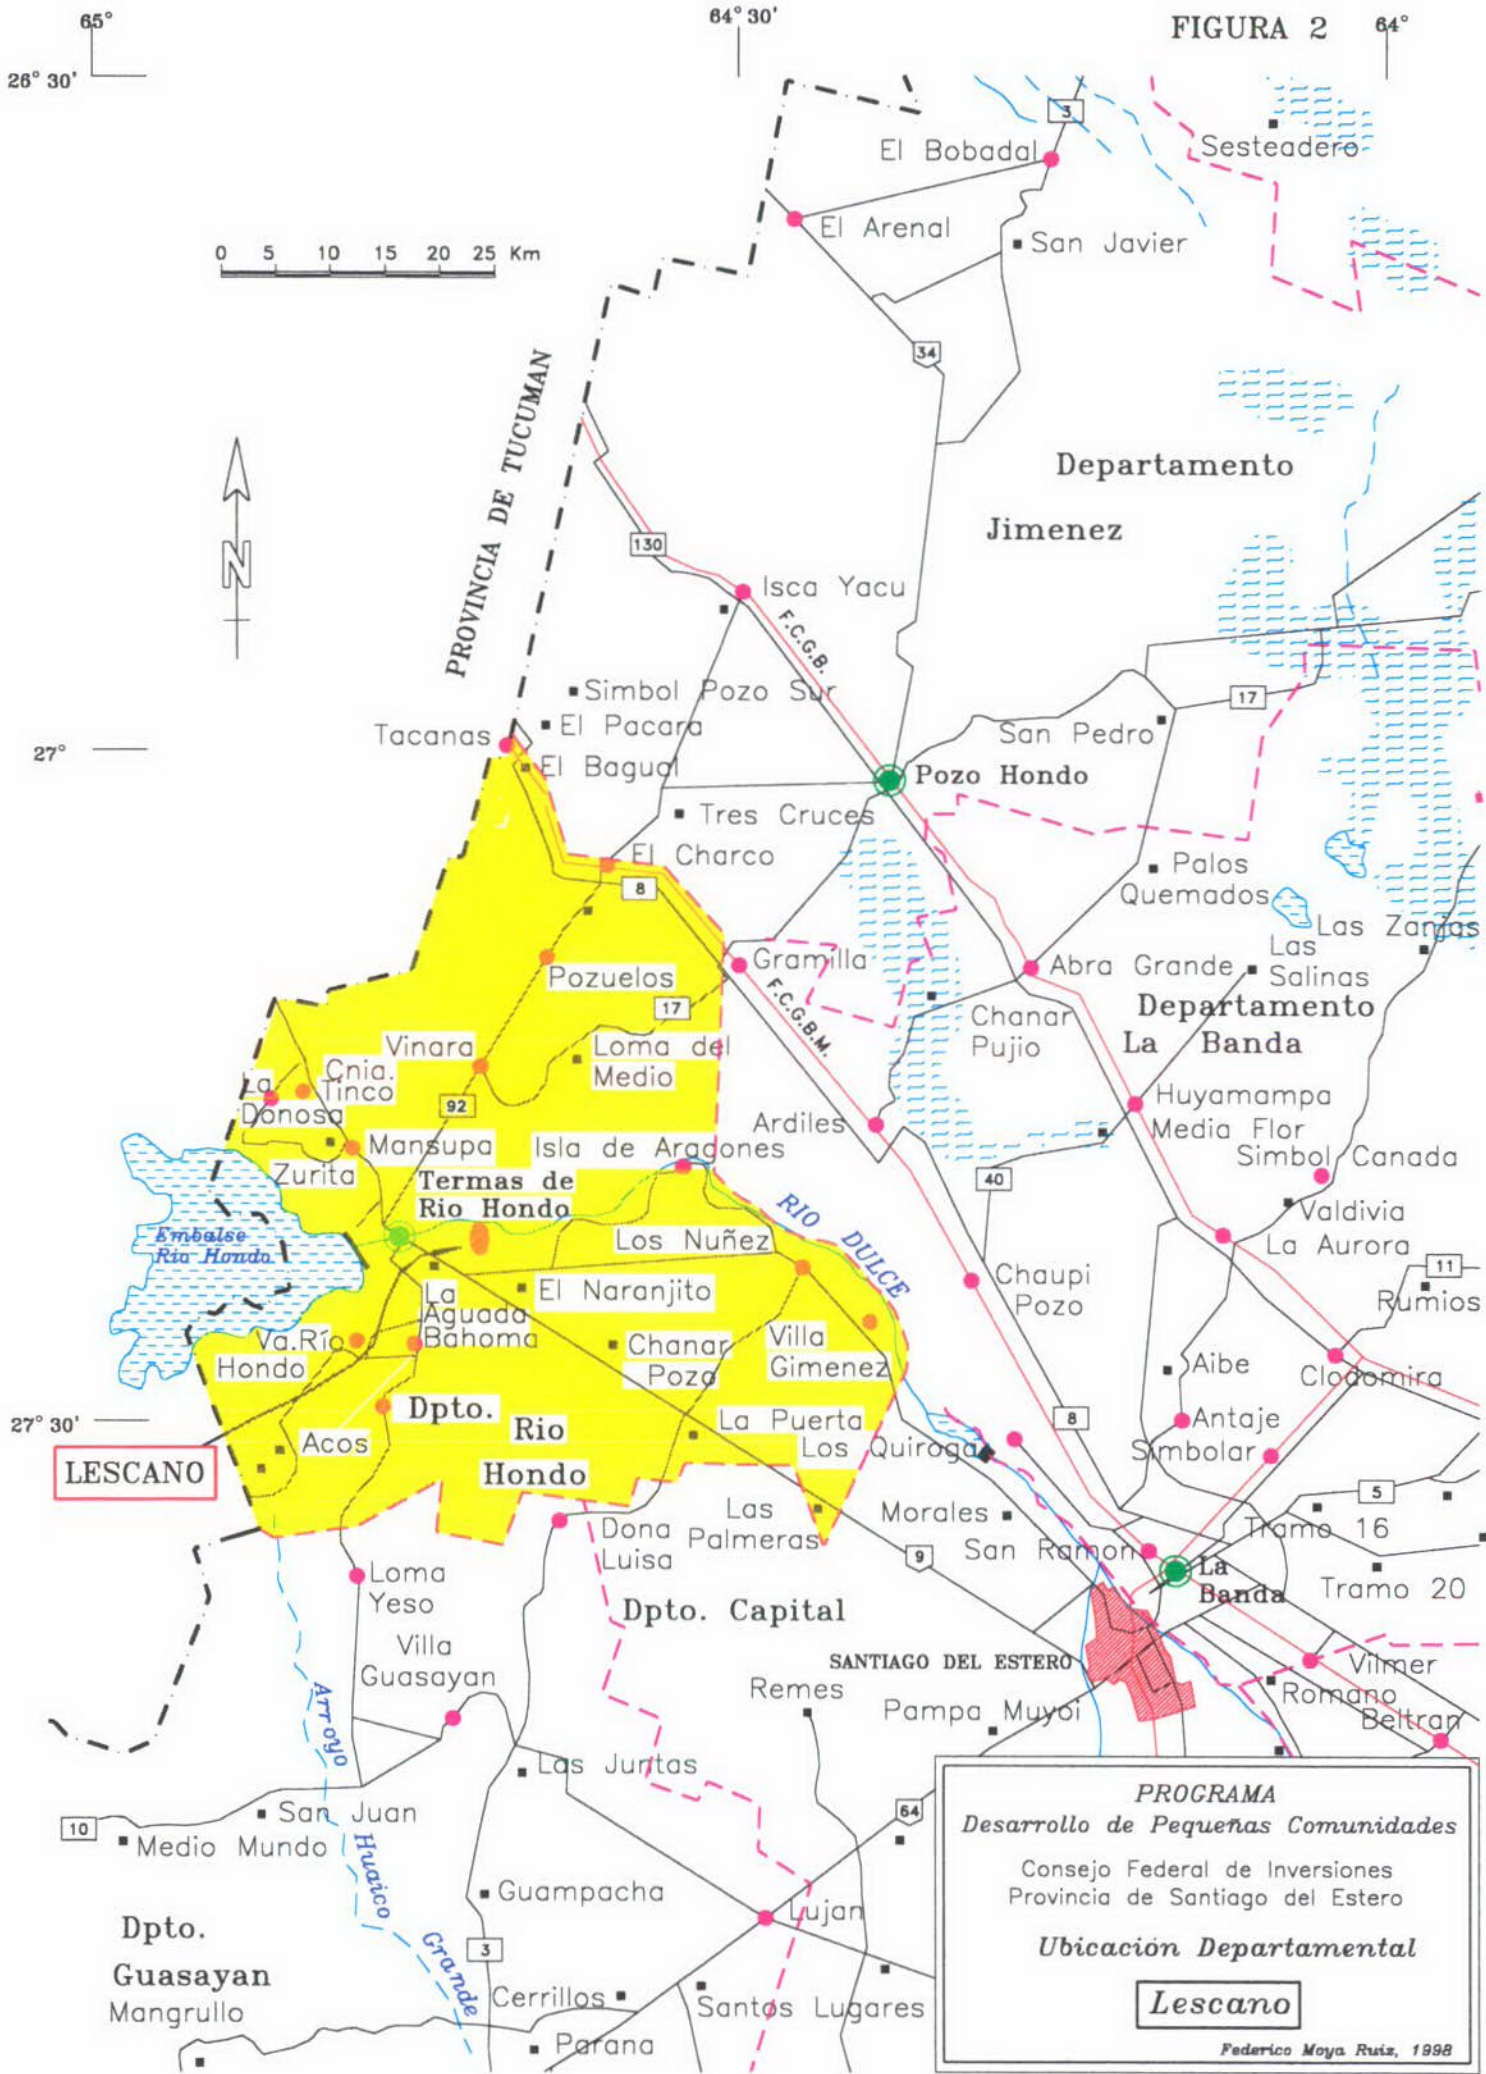 65°
64° 30'
FIGURA 2
64°
26° 30'
3
El Bobadal
Sesteadero
El Arenal
San Javier
0 5 10 15 20 25 Km
34
PROVINCIA DE TUCUMAN
N
Departamento
Jimenez
130
Isca Yacu
F.C.G.B.
Simbol Pozo Sur
17
El Pacara
San Pedro
Tacanas
27°
El Bagual
Pozo Hondo
Tres Cruces
El Charco
8
Palos
Quemados
Las Zanjas
Pozuelos
Gramilla
Abra Grande
Las
Salinas
F.C.G.B.M.
17
Chanar
Pujio
Departamento
La Banda
Vinara
Loma del
Medio
Cnia.
Tinco
La
Donosa
92
Ardiles
Huyamampa
Mansupa
Isla de Aragones
Media Flor
Zurita
Simbol Canada
Termas de
Rio Hondo
40
RIO DULCE
Valdivia
Embalse
Rio Hondo
Los Nuñez
La Aurora
11
El Naranjito
Chaupi
Pozo
Rumios
La
Aguada
Bahoma
Va.Río
Hondo
Chanar
Pozo
Villa
Gimenez
Aibe
Clodomira
Dpto.
Rio
Hondo
27° 30'
La Puerta
8
Antaje
Acos
Los Quiroga
Simbolar
LESCANO
5
Las
Palmeras
Morales
Tramo 16
Dona
Luisa
San Ramon
9
La
Banda
Loma
Yeso
Tramo 20
Dpto. Capital
Villa
Guasayan
SANTIAGO DEL ESTERO
Vilmer
Remes
Romano
Pampa Muyoi
Beltran
Arroyo
Las Juntas
San Juan
64
10
Medio Mundo
Huaico
Guampacha
Lujan
Dpto.
Guasayan
Grande
3
Mangrullo
Cerrillos
Santos Lugares
Parana
PROGRAMA
Desarrollo de Pequeñas Comunidades
Consejo Federal de Inversiones
Provincia de Santiago del Estero
Ubicación Departamental
Lescano
Federico Moya Ruiz, 1998